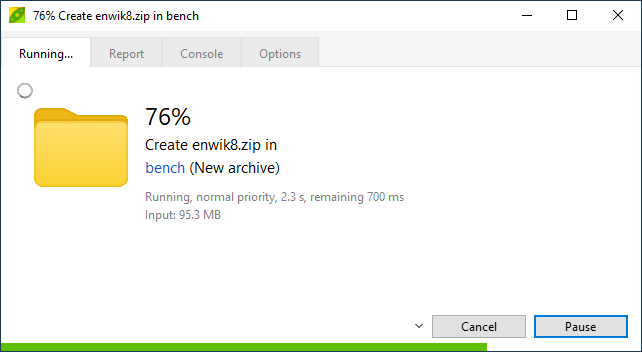 76% Create enwik8.zip in bench
Running... Report Console Options
76%
Create enwik8.zip in
bench (New archive)
Running, normal priority, 2.3 s, remaining 700 ms
Input: 95.3 MB
Cancel Pause